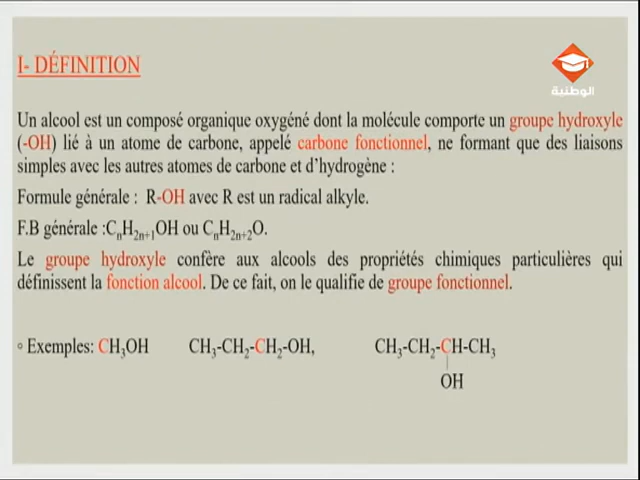 I- DÉFINITION
الوطنية
Un alcool est un composé organique oxygéné dont la molécule comporte un groupe hydroxyle
(-OH) lié à un atome de carbone, appelé carbone fonctionnel, ne formant que des liaisons
simples avec les autres atomes de carbone et d'hydrogène :
Formule générale : R-OH avec R est un radical alkyle.
F.B générale :CₙH₂ₙ₊₁OH ou CₙH₂ₙ₊₂O.
Le groupe hydroxyle confère aux alcools des propriétés chimiques particulières qui
définissent la fonction alcool. De ce fait, on le qualifie de groupe fonctionnel.
◦ Exemples: CH₃OH CH₃-CH₂-CH₂-OH, CH₃-CH₂-CH-CH₃
OH